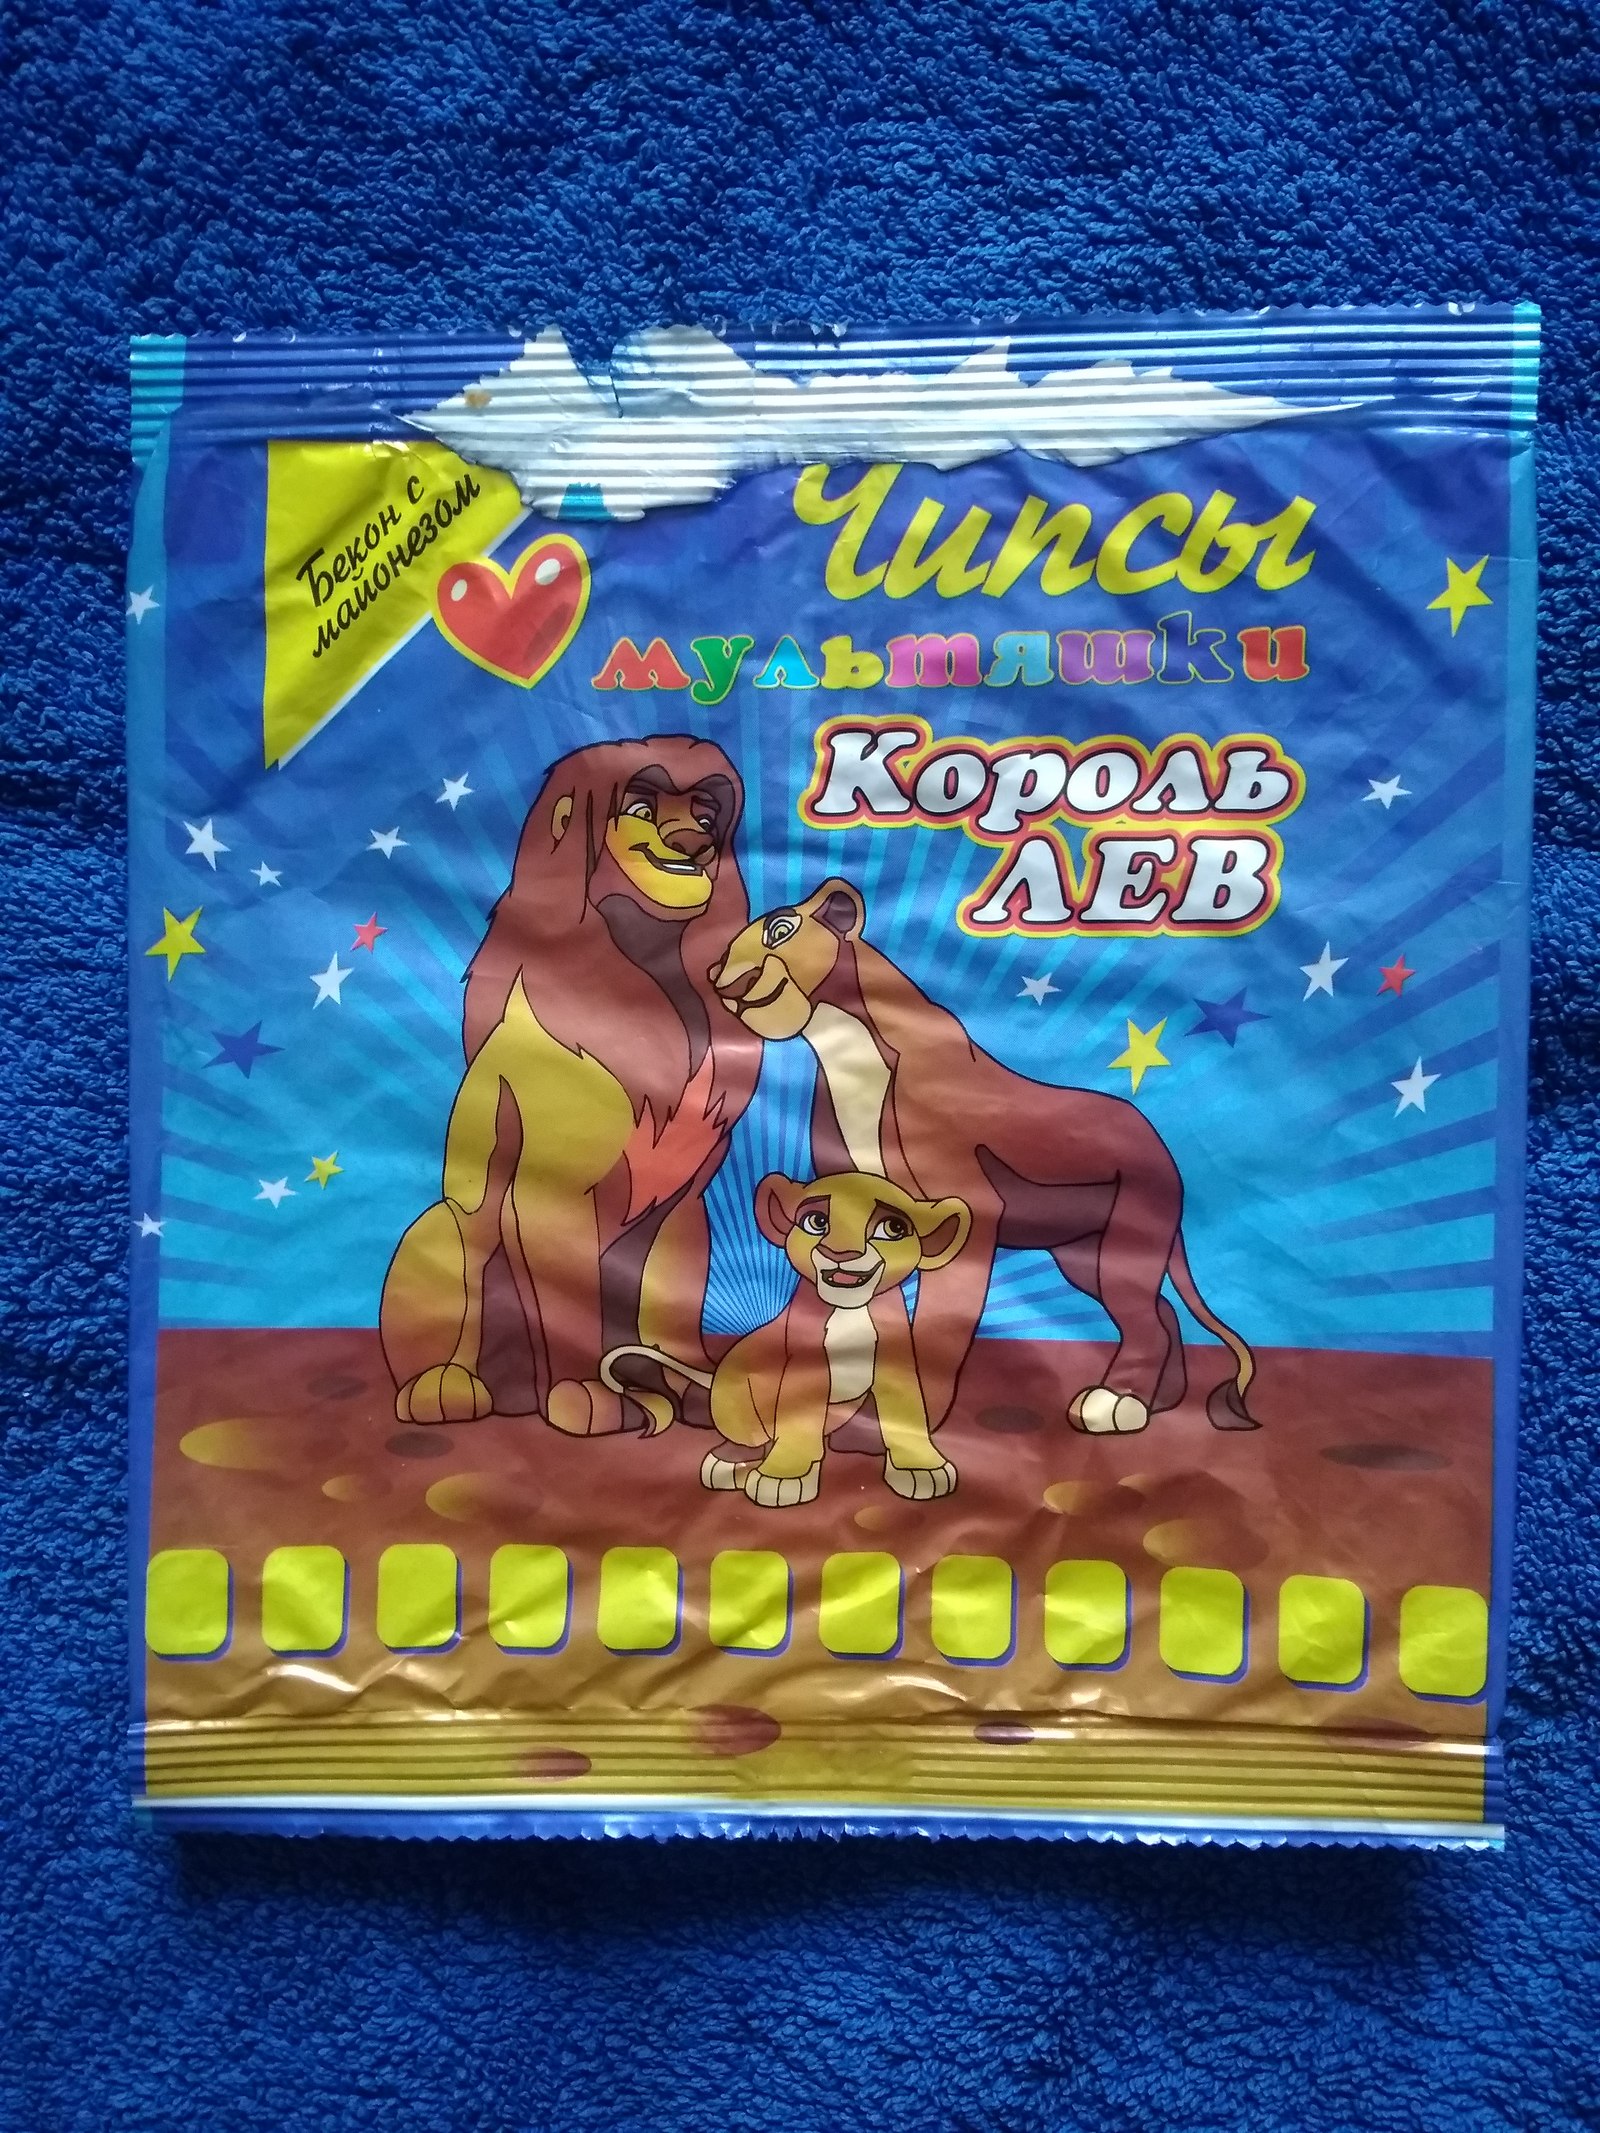 Бекон с
майонезом
Чипсы
мультяшки
Король
ЛЕВ